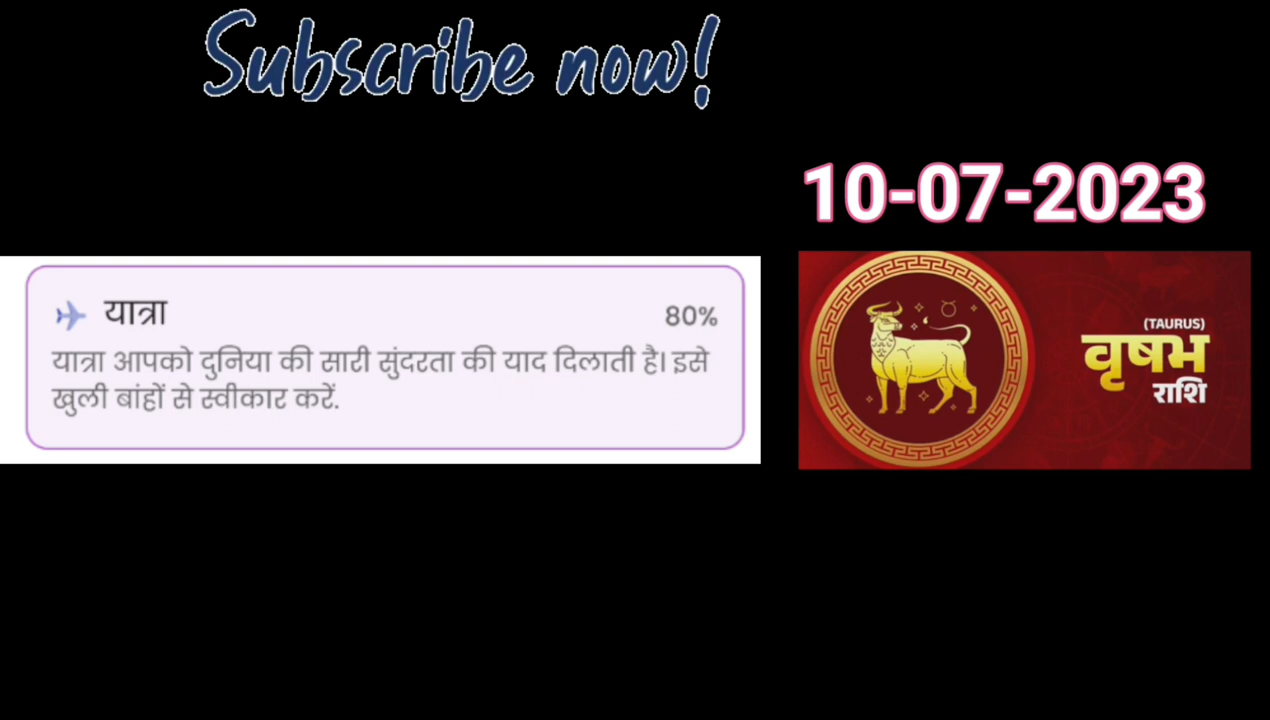 Subscribe now!
10-07-2023
यात्रा
80%
यात्रा आपको दुनिया की सारी सुंदरता की याद दिलाती है। इसे
खुली बांहों से स्वीकार करें.
(TAURUS)
वृषभ
राशि